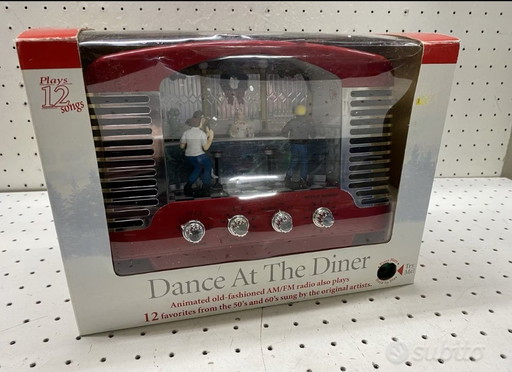 Plays
12
songs
Dance At The Diner
Animated old-fashioned AM/FM radio also plays
12 favorites from the 50's and 60's sung by the original artists.
Try
Me!
subito